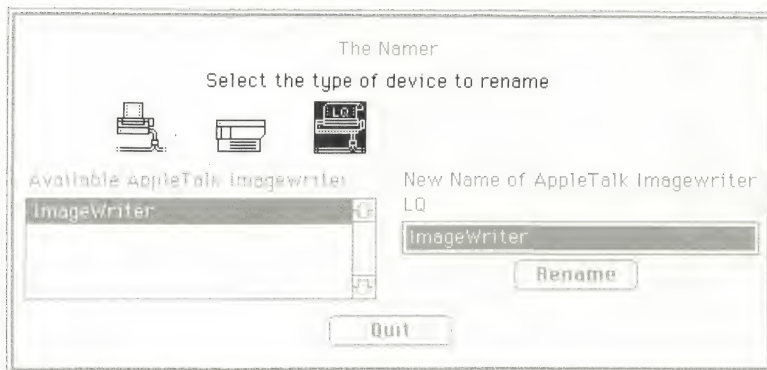 The Namer
Select the type of device to rename
LQ
Available AppleTalk Imagewriter
ImageWriter
New Name of AppleTalk Imagewriter
LQ
ImageWriter
Rename
Quit